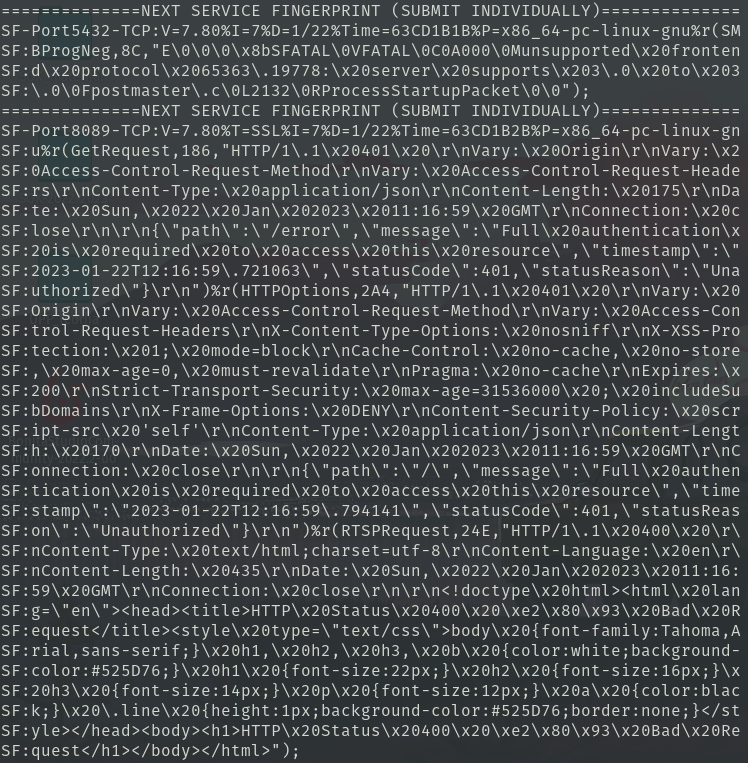 ==============NEXT SERVICE FINGERPRINT (SUBMIT INDIVIDUALLY)==============
SF-Port5432-TCP:V=7.80%I=7%D=1/22%Time=63CD1B1B%P=x86_64-pc-linux-gnu%r(SM
SF:BProgNeg,8C,"E\0\0\0\x8bSFATAL\0VFATAL\0C0A000\0Munsupported\x20fronten
SF:d\x20protocol\x2065363\.19778:\x20server\x20supports\x203\.0\x20to\x203
SF:\.0\0Fpostmaster\.c\0L2132\0RProcessStartupPacket\0\0");
==============NEXT SERVICE FINGERPRINT (SUBMIT INDIVIDUALLY)==============
SF-Port8089-TCP:V=7.80%T=SSL%I=7%D=1/22%Time=63CD1B2B%P=x86_64-pc-linux-gn
SF:u%r(GetRequest,186,"HTTP/1\.1\x20401\x20\r\nVary:\x20Origin\r\nVary:\x2
SF:0Access-Control-Request-Method\r\nVary:\x20Access-Control-Request-Heade
SF:rs\r\nContent-Type:\x20application/json\r\nContent-Length:\x20175\r\nDa
SF:te:\x20Sun,\x2022\x20Jan\x202023\x2011:16:59\x20GMT\r\nConnection:\x20c
SF:lose\r\n\r\n{\"path\":\"/error\",\"message\":\"Full\x20authentication\x
SF:20is\x20required\x20to\x20access\x20this\x20resource\",\"timestamp\":\"
SF:2023-01-22T12:16:59\.721063\",\"statusCode\":401,\"statusReason\":\"Una
SF:uthorized\"}\r\n")%r(HTTPOptions,2A4,"HTTP/1\.1\x20401\x20\r\nVary:\x20
SF:Origin\r\nVary:\x20Access-Control-Request-Method\r\nVary:\x20Access-Con
SF:trol-Request-Headers\r\nX-Content-Type-Options:\x20nosniff\r\nX-XSS-Pro
SF:tection:\x201;\x20mode=block\r\nCache-Control:\x20no-cache,\x20no-store
SF:,\x20max-age=0,\x20must-revalidate\r\nPragma:\x20no-cache\r\nExpires:\x
SF:200\r\nStrict-Transport-Security:\x20max-age=31536000\x20;\x20includeSu
SF:bDomains\r\nX-Frame-Options:\x20DENY\r\nContent-Security-Policy:\x20scr
SF:ipt-src\x20'self'\r\nContent-Type:\x20application/json\r\nContent-Lengt
SF:h:\x20170\r\nDate:\x20Sun,\x2022\x20Jan\x202023\x2011:16:59\x20GMT\r\nC
SF:onnection:\x20close\r\n\r\n{\"path\":\"/\",\"message\":\"Full\x20authen
SF:tication\x20is\x20required\x20to\x20access\x20this\x20resource\",\"time
SF:stamp\":\"2023-01-22T12:16:59\.794141\",\"statusCode\":401,\"statusReas
SF:on\":\"Unauthorized\"}\r\n")%r(RTSPRequest,24E,"HTTP/1\.1\x20400\x20\r\
SF:nContent-Type:\x20text/html;charset=utf-8\r\nContent-Language:\x20en\r\
SF:nContent-Length:\x20435\r\nDate:\x20Sun,\x2022\x20Jan\x202023\x2011:16:
SF:59\x20GMT\r\nConnection:\x20close\r\n\r\n<!doctype\x20html><html\x20lan
SF:g=\"en\"><head><title>HTTP\x20Status\x20400\x20\xe2\x80\x93\x20Bad\x20R
SF:equest</title><style\x20type=\"text/css\">body\x20{font-family:Tahoma,A
SF:rial,sans-serif;}\x20h1,\x20h2,\x20h3,\x20b\x20{color:white;background-
SF:color:#525D76;}\x20h1\x20{font-size:22px;}\x20h2\x20{font-size:16px;}\x
SF:20h3\x20{font-size:14px;}\x20p\x20{font-size:12px;}\x20a\x20{color:blac
SF:k;}\x20\.line\x20{height:1px;background-color:#525D76;border:none;}</st
SF:yle></head><body><h1>HTTP\x20Status\x20400\x20\xe2\x80\x93\x20Bad\x20Re
SF:quest</h1></body></html>");